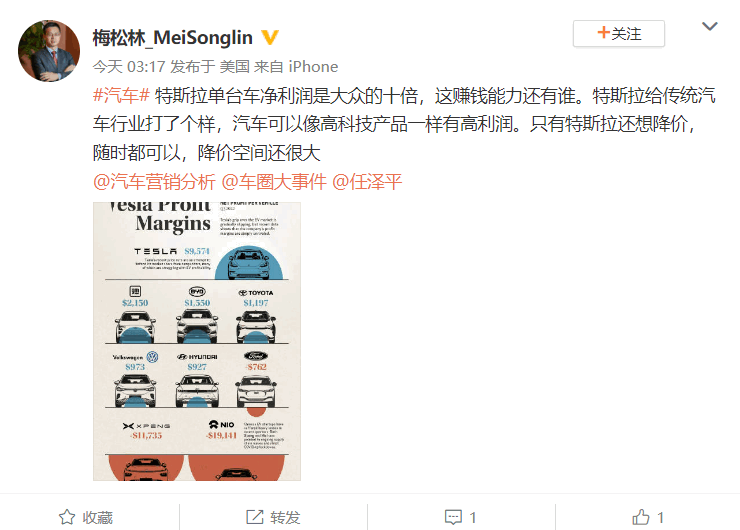 梅松林_MeiSonglin
+关注
今天 03:17 发布于 美国 来自 iPhone
#汽车# 特斯拉单台车净利润是大众的十倍，这赚钱能力还有谁。特斯拉给传统汽
车行业打了个样，汽车可以像高科技产品一样有高利润。只有特斯拉还想降价，
随时都可以，降价空间还很大
@汽车营销分析 @车圈大事件 @任泽平
Tesla Profit
Margins
TESLA $9,574
gm BYD TOYOTA
$2,150 $1,550 $1,197
Volkswagen HYUNDAI Ford
$973 $927 -$762
XPENG NIO
-$11,735 -$19,141
收藏
转发
1
1